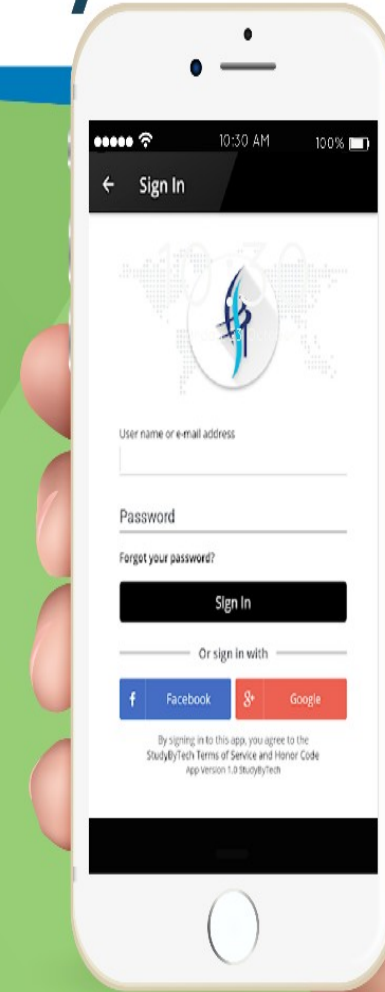 10:30 AM 100%
← Sign In
10:30
User name or e-mail address
Password
Forgot your password?
Sign In
Or sign in with
f Facebook
g+ Google
By signing in to this app, you agree to the
StudyByTech Terms of Service and Honor Code
App Version 1.0 StudyByTech